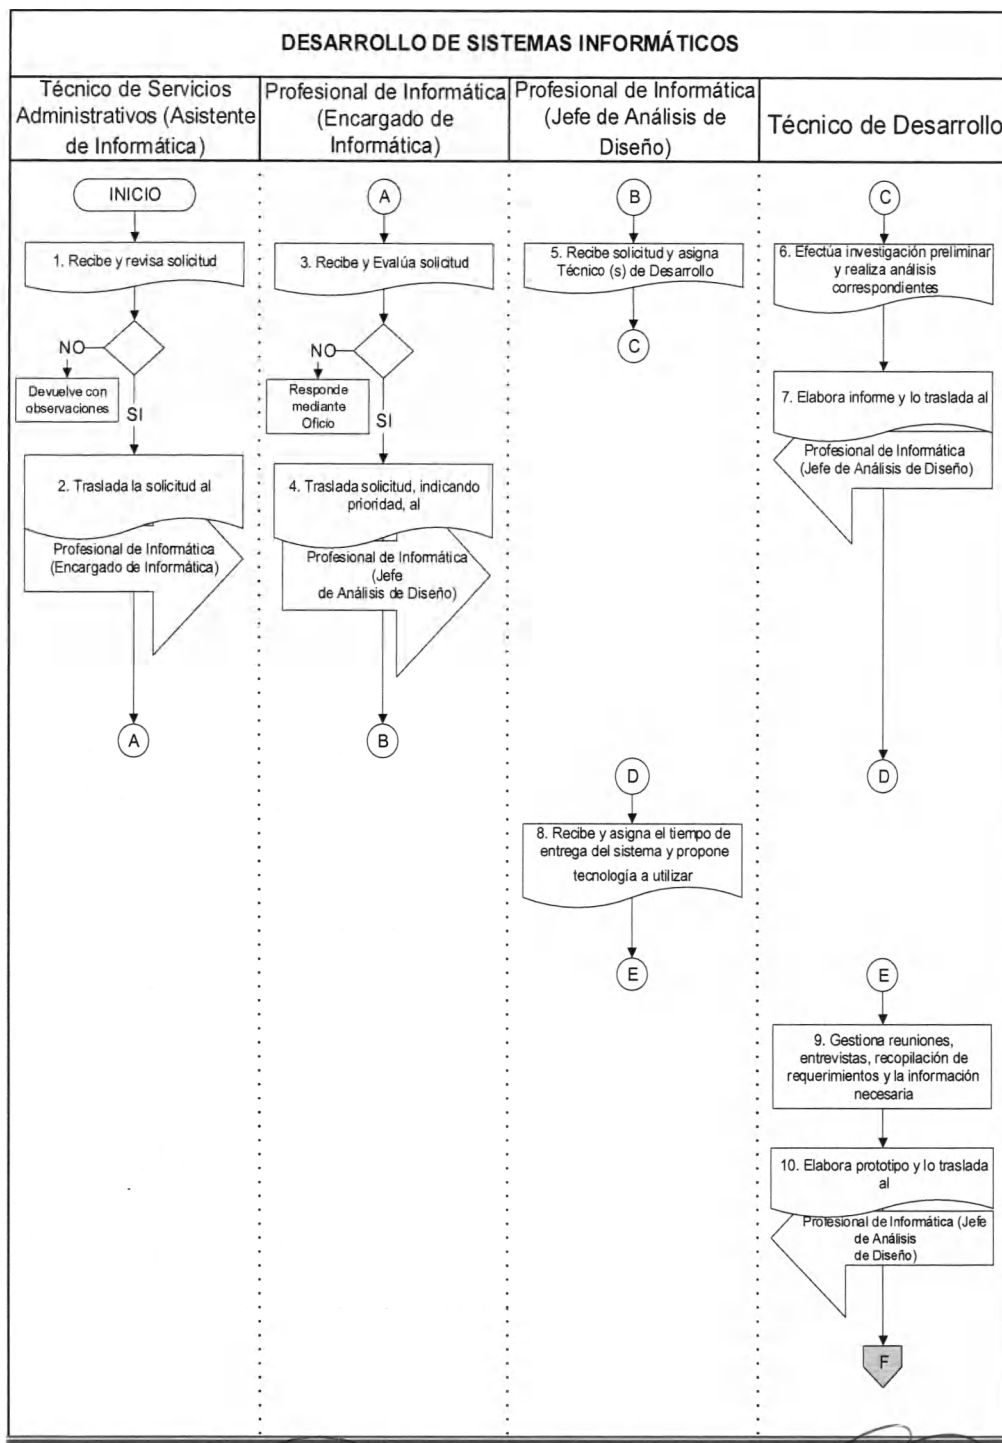 DESARROLLO DE SISTEMAS INFORMÁTICOS
Técnico de Servicios
Administrativos (Asistente
de Informática)
Profesional de Informática
(Encargado de
Informática)
Profesional de Informática
(Jefe de Análisis de
Diseño)
Técnico de Desarrollo
INICIO
1. Recibe y revisa solicitud
NO
Devuelve con
observaciones
SI
2. Traslada la solicitud al
Profesional de Informática
(Encargado de Informática)
A
A
3. Recibe y Evalúa solicitud
NO
Responde
mediante
Oficio
SI
4. Traslada solicitud, indicando
prioridad, al
Profesional de Informática
(Jefe
de Análisis de Diseño)
B
B
5. Recibe solicitud y asigna
Técnico (s) de Desarrollo
C
C
6. Efectúa investigación preliminar
y realiza análisis
correspondientes
7. Elabora informe y lo traslada al
Profesional de Informática
(Jefe de Análisis de Diseño)
D
D
8. Recibe y asigna el tiempo de
entrega del sistema y propone
tecnología a utilizar
E
E
9. Gestiona reuniones,
entrevistas, recopilación de
requerimientos y la información
necesaria
10. Elabora prototipo y lo traslada
al
Profesional de Informática (Jefe
de Análisis
de Diseño)
F